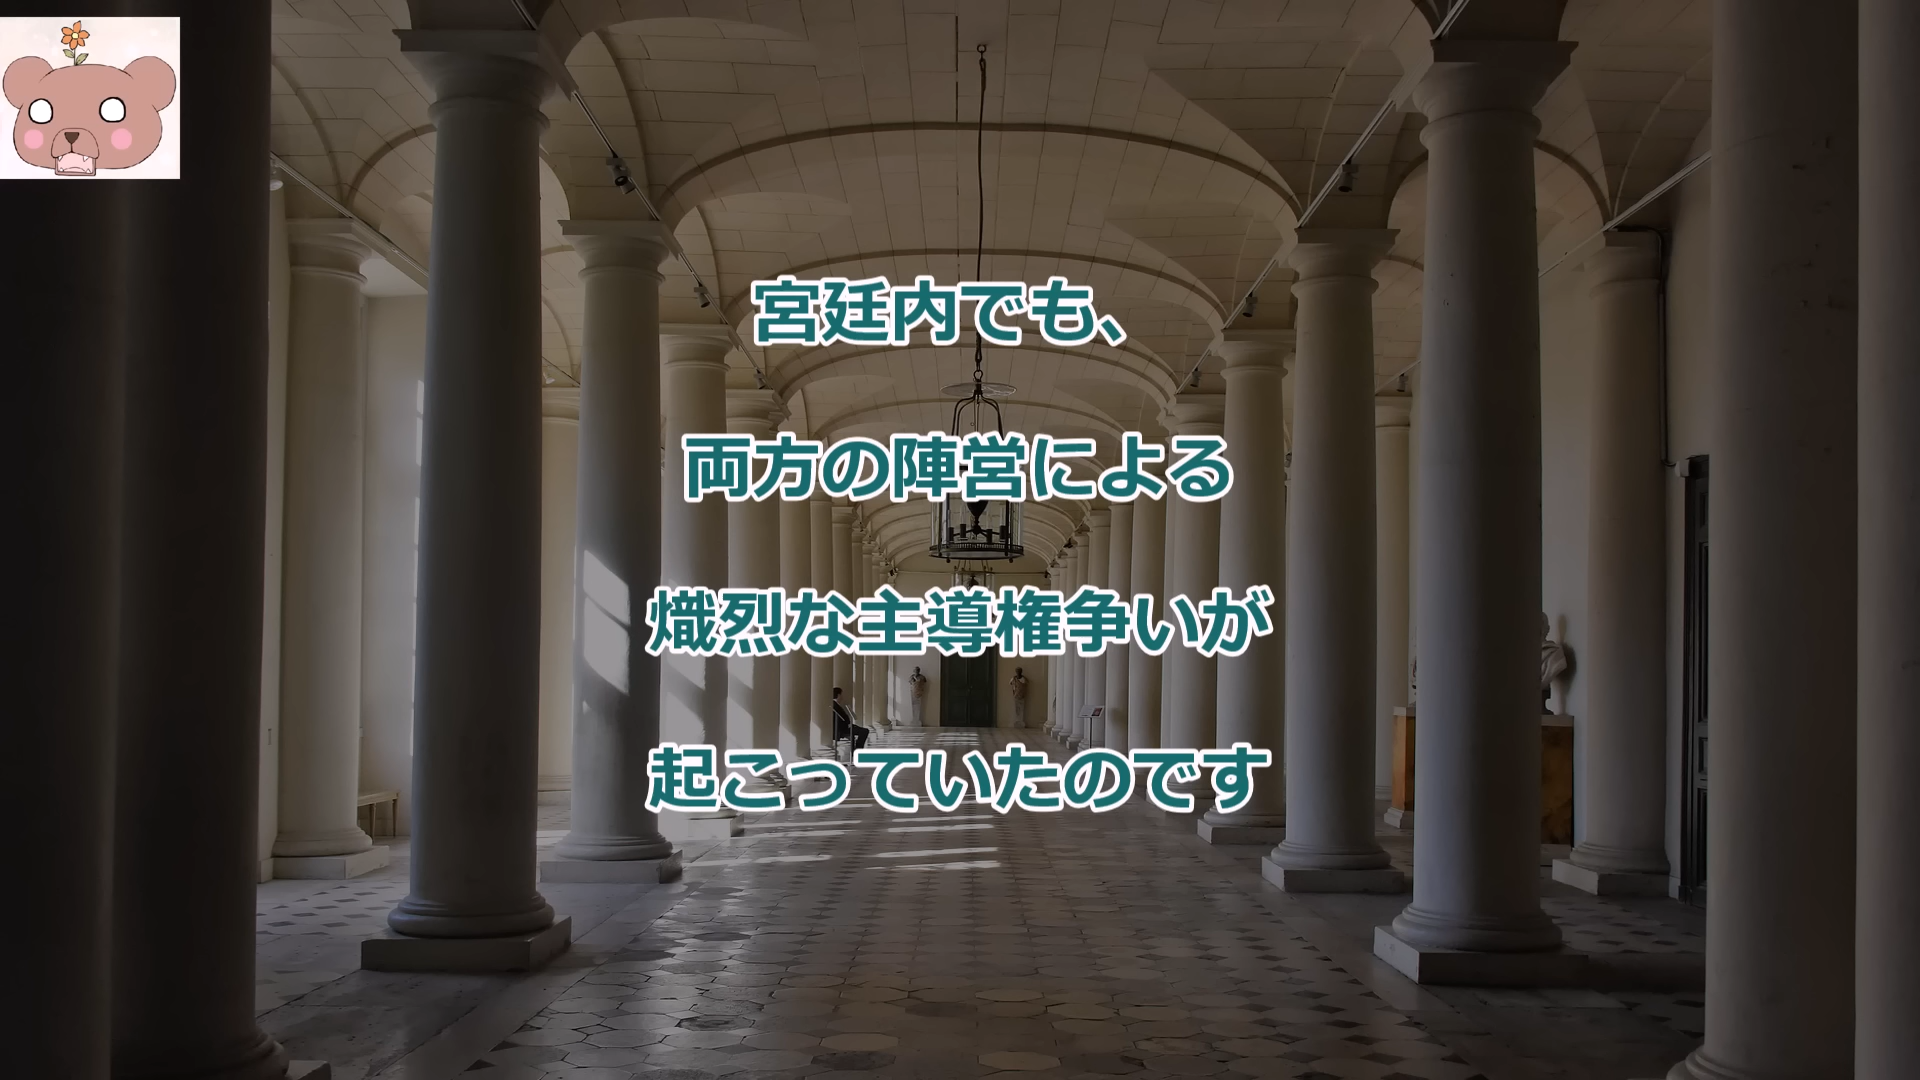 宮廷内でも、
両方の陣営による
熾烈な主導権争いが
起こっていたのです